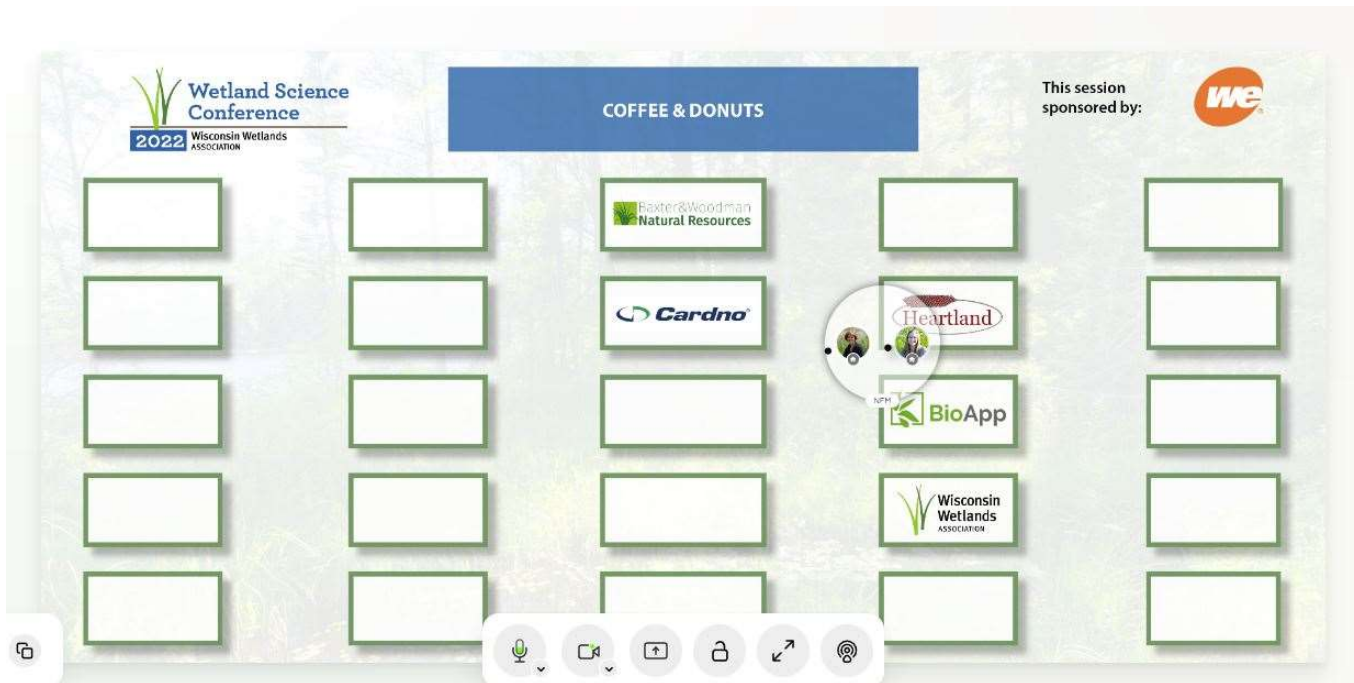 Wetland Science
Conference
2022 Wisconsin Wetlands
ASSOCIATION
COFFEE & DONUTS
This session
sponsored by:
we
Baxter&Woodman
Natural Resources
Cardno
Heartland
NFM
BioApp
Wisconsin
Wetlands
ASSOCIATION